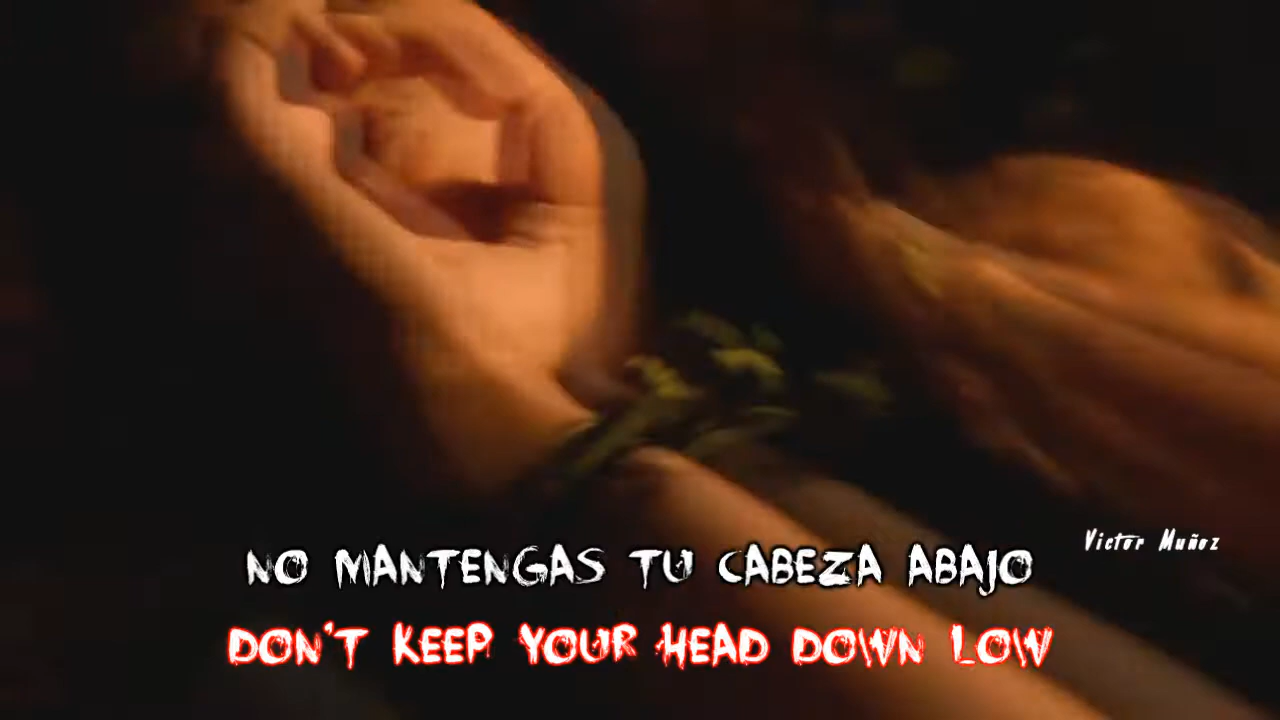 Victor Muñoz
NO MANTENGAS TU CABEZA ABAJO
DON'T KEEP YOUR HEAD DOWN LOW